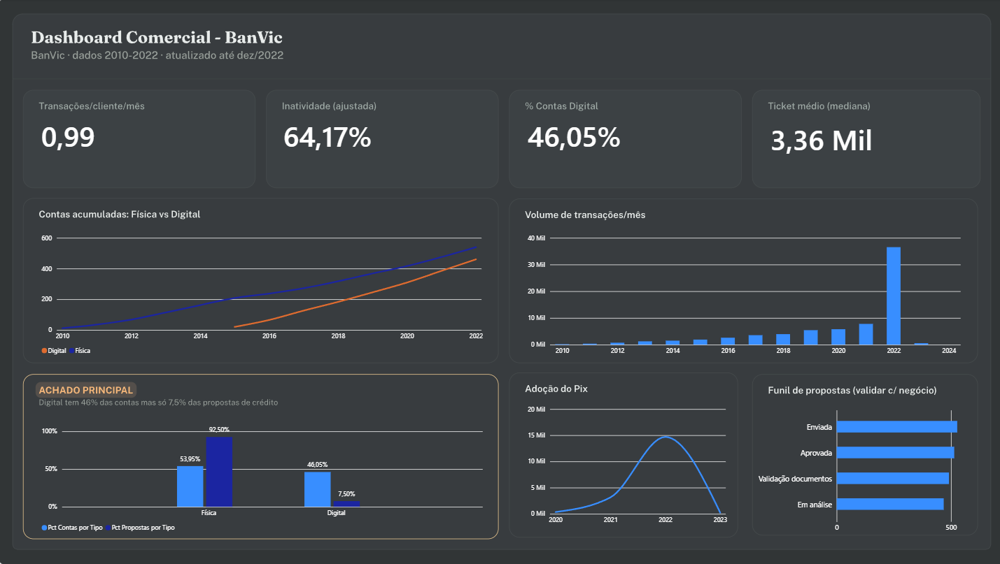 Dashboard Comercial - BanVic
BanVic · dados 2010-2022 · atualizado até dez/2022
Transações/cliente/mês
0,99
Inatividade (ajustada)
64,17%
% Contas Digital
46,05%
Ticket médio (mediana)
3,36 Mil
Contas acumuladas: Física vs Digital
600
400
200
0
2010 2012 2014 2016 2018 2020 2022
Digital Física
Volume de transações/mês
40 Mil
30 Mil
20 Mil
10 Mil
0 Mil
2010 2012 2014 2016 2018 2020 2022 2024
ACHADO PRINCIPAL
Digital tem 46% das contas mas só 7,5% das propostas de crédito
100%
50%
0%
53,95%
92,50%
46,05%
7,50%
Física Digital
Pct Contas por Tipo Pct Propostas por Tipo
Adoção do Pix
20 Mil
15 Mil
10 Mil
5 Mil
0 Mil
2020 2021 2022 2023
Funil de propostas (validar c/ negócio)
Enviada
Aprovada
Validação documentos
Em análise
0 500